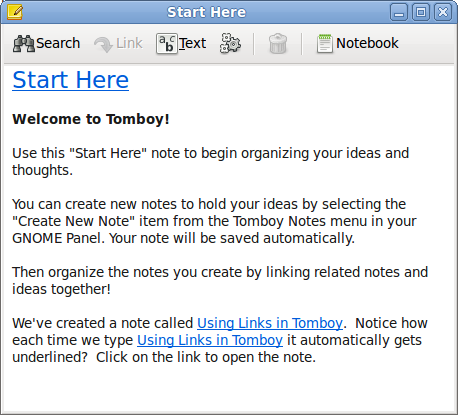 Start Here
Search Link Text Notebook
Start Here
Welcome to Tomboy!
Use this "Start Here" note to begin organizing your ideas and
thoughts.
You can create new notes to hold your ideas by selecting the
"Create New Note" item from the Tomboy Notes menu in your
GNOME Panel. Your note will be saved automatically.
Then organize the notes you create by linking related notes and
ideas together!
We've created a note called Using Links in Tomboy.  Notice how
each time we type Using Links in Tomboy it automatically gets
underlined?  Click on the link to open the note.